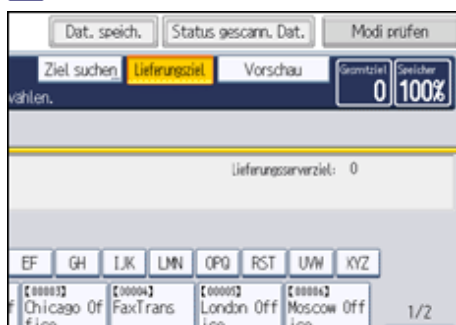 Dat. speich. Status gescann. Dat. Modi prüfen
Ziel suchen Lieferungsziel Vorschau Gesmtziel Speicher
wählen. 0 100%
Lieferungsserverziel: 0
EF GH IJK LMN OPQ RST UVW XYZ
【00003】 【00004】 【00005】 【00006】
f Chicago Of FaxTrans London Off Moscow Off 1/2
fice ice ice